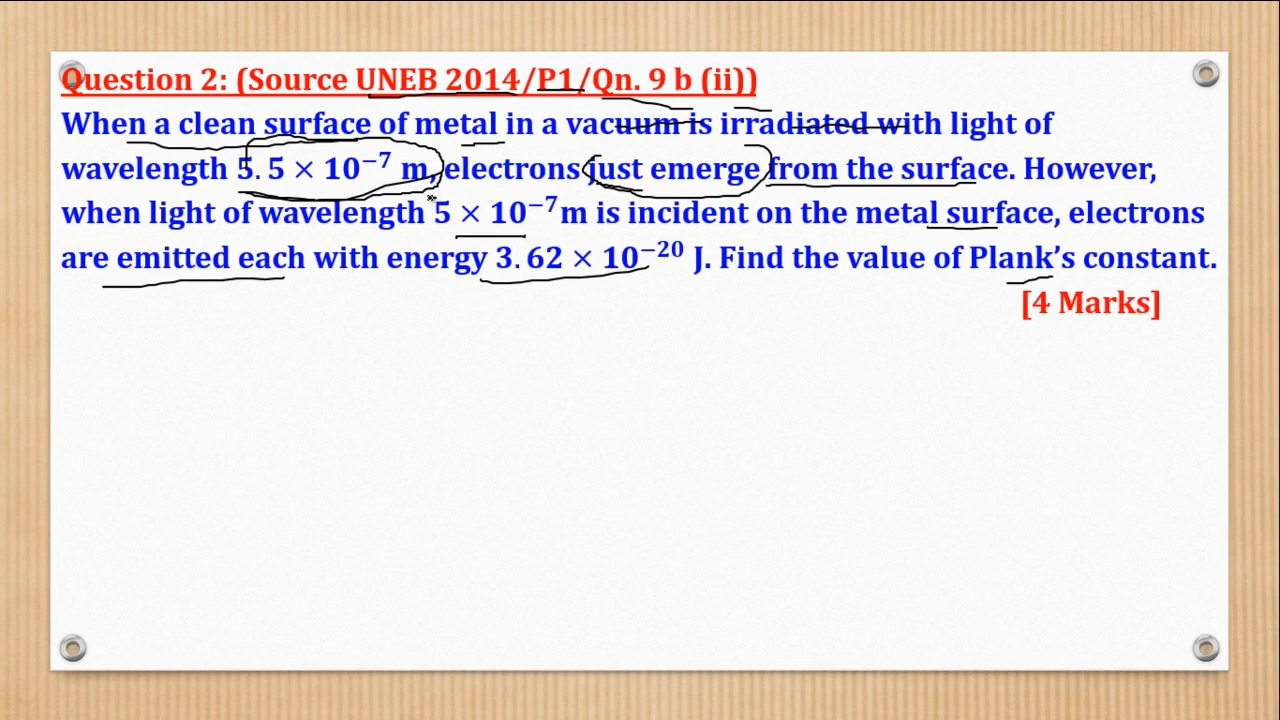 Question 2: (Source UNEB 2014/P1/Qn. 9 b (ii))
When a clean surface of metal in a vacuum is irradiated with light of
wavelength 5.5 × 10⁻⁷ m, electrons just emerge from the surface. However,
when light of wavelength 5 × 10⁻⁷m is incident on the metal surface, electrons
are emitted each with energy 3.62 × 10⁻²⁰ J. Find the value of Plank’s constant.
[4 Marks]